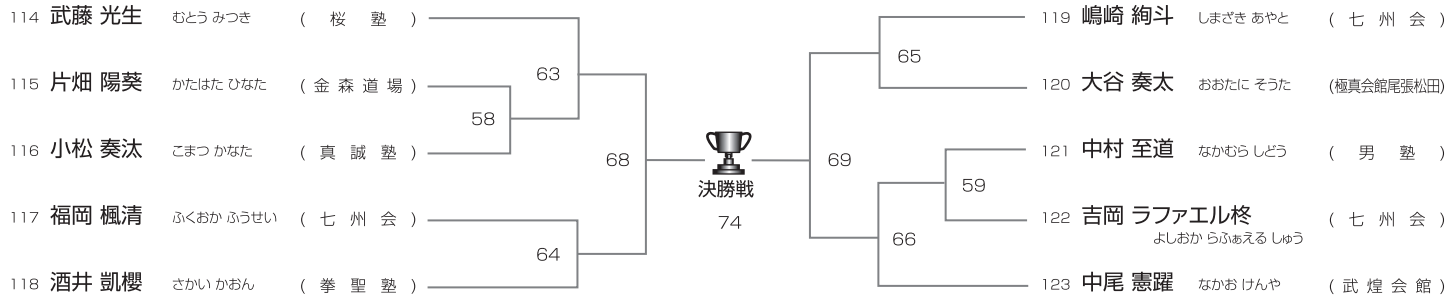 114 武藤 光生 むとう みつき (桜塾)
63
115 片畑 陽葵 かたはた ひなた (金森道場)
58
116 小松 奏汰 こまつ かなた (真誠塾)
68
117 福岡 楓清 ふくおか ふうせい (七州会)
64
118 酒井 凱櫻 さかい かおん (拳聖塾)
決勝戦
74
119 嶋崎 絢斗 しまざき あやと (七州会)
65
120 大谷 奏太 おおたに そうた (極真会館尾張松田)
69
121 中村 至道 なかむら しどう (男塾)
59
122 吉岡 ラファエル柊 (七州会)
よしおか らふぁえる しゅう
66
123 中尾 憲躍 なかお けんや (武煌会館)